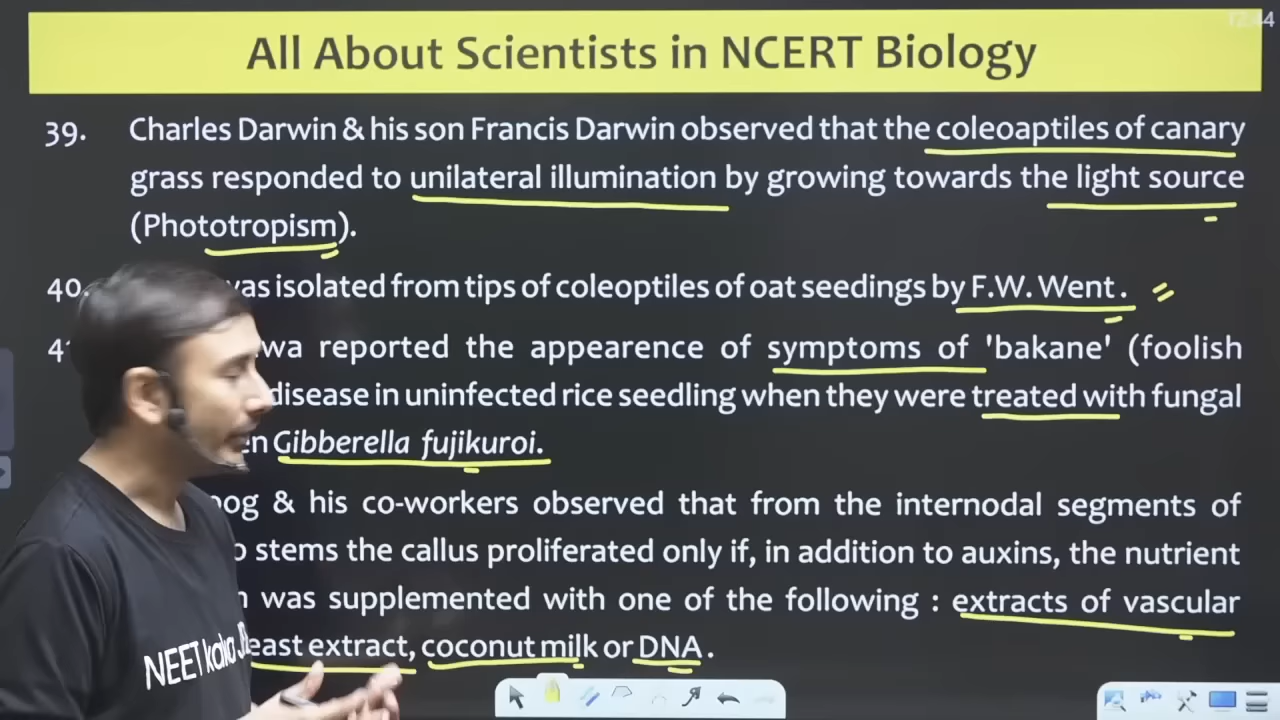 12:44
All About Scientists in NCERT Biology
39. Charles Darwin & his son Francis Darwin observed that the coleoaptiles of canary
grass responded to unilateral illumination by growing towards the light source
(Phototropism).
40. was isolated from tips of coleoptiles of oat seedings by F.W. Went.
wa reported the appearence of symptoms of 'bakane' (foolish
disease in uninfected rice seedling when they were treated with fungal
en Gibberella fujikuroi.
oog & his co-workers observed that from the internodal segments of
stems the callus proliferated only if, in addition to auxins, the nutrient
was supplemented with one of the following : extracts of vascular
east extract, coconut milk or DNA.
NEET kaka